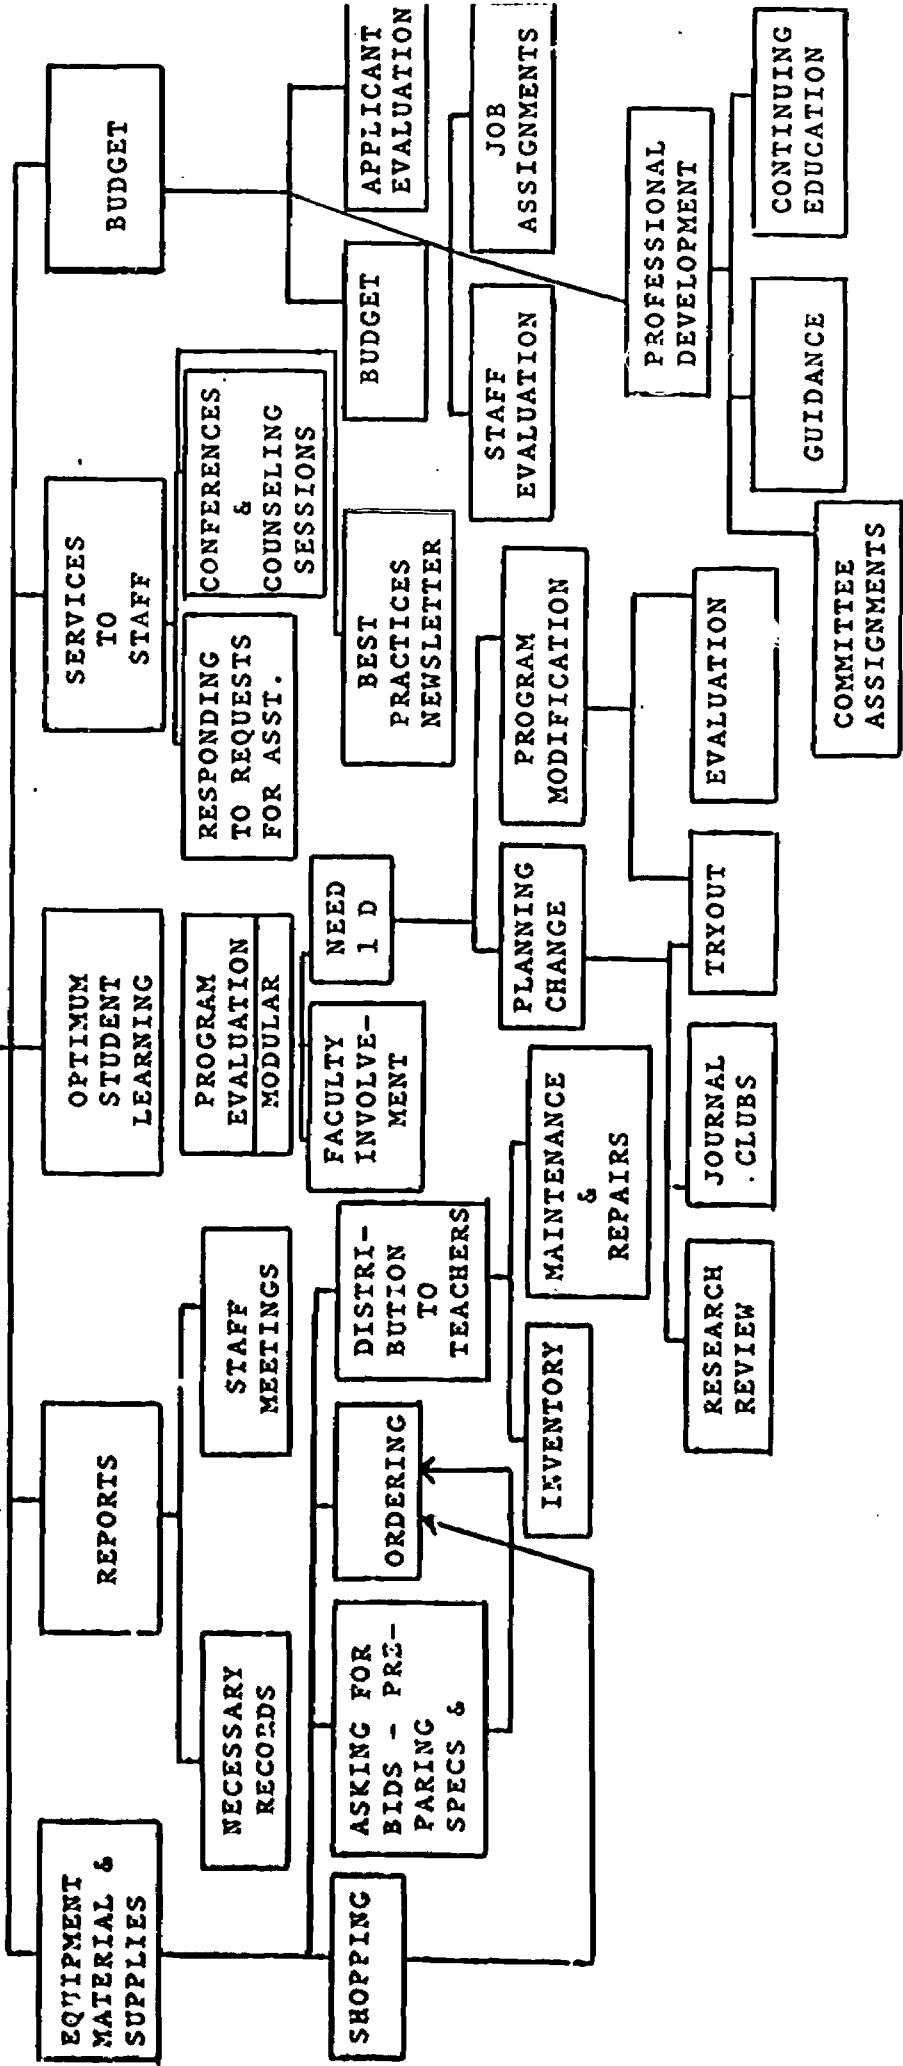 EQUIPMENT
MATERIAL &
SUPPLIES
REPORTS
OPTIMUM
STUDENT
LEARNING
SERVICES
TO
STAFF
BUDGET
NECESSARY
RECORDS
STAFF
MEETINGS
PROGRAM
EVALUATION
MODULAR
RESPONDING
TO REQUESTS
FOR ASST.
CONFERENCES
&
COUNSELING
SESSIONS
SHOPPING
ASKING FOR
BIDS - PRE-
PARING
SPECS &
ORDERING
DISTRI-
BUTION
TO
TEACHERS
FACULTY
INVOLVE-
MENT
NEED
1 D
BEST
PRACTICES
NEWSLETTER
BUDGET
APPLICANT
EVALUATION
INVENTORY
MAINTENANCE
&
REPAIRS
PLANNING
CHANGE
PROGRAM
MODIFICATION
STAFF
EVALUATION
JOB
ASSIGNMENTS
PROFESSIONAL
DEVELOPMENT
RESEARCH
REVIEW
JOURNAL
CLUBS
TRYOUT
EVALUATION
GUIDANCE
CONTINUING
EDUCATION
COMMITTEE
ASSIGNMENTS